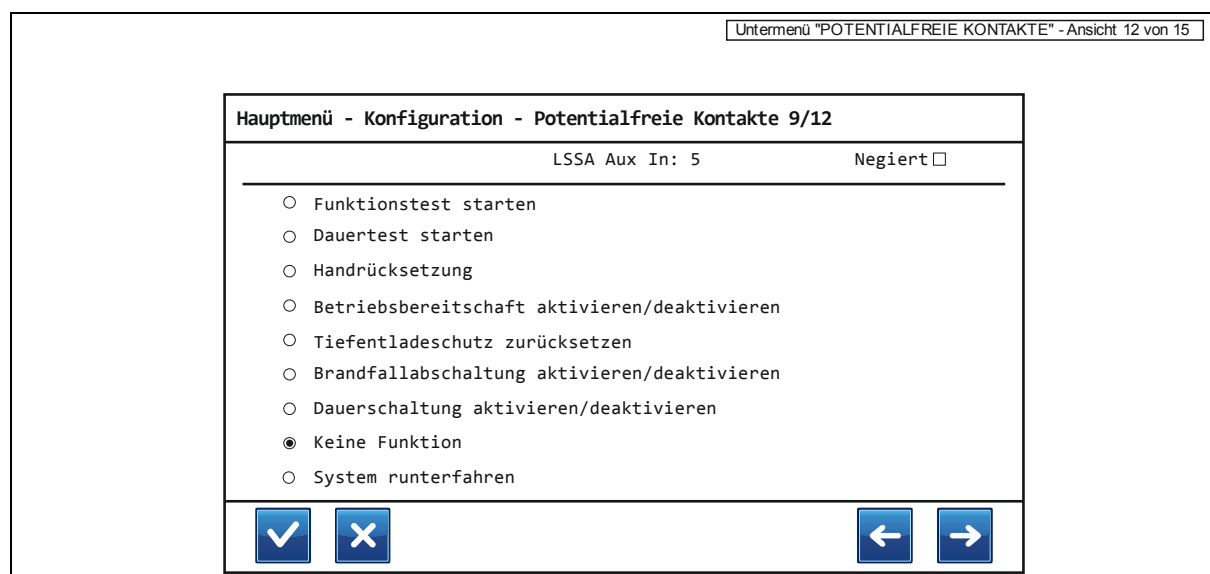 Untermenü "POTENTIALFREIE KONTAKTE" - Ansicht 12 von 15
Hauptmenü - Konfiguration - Potentialfreie Kontakte 9/12
LSSA Aux In: 5 Negiert
Funktionstest starten
Dauertest starten
Handrücksetzung
Betriebsbereitschaft aktivieren/deaktivieren
Tiefentladeschutz zurücksetzen
Brandfallabschaltung aktivieren/deaktivieren
Dauerschaltung aktivieren/deaktivieren
Keine Funktion
System runterfahren